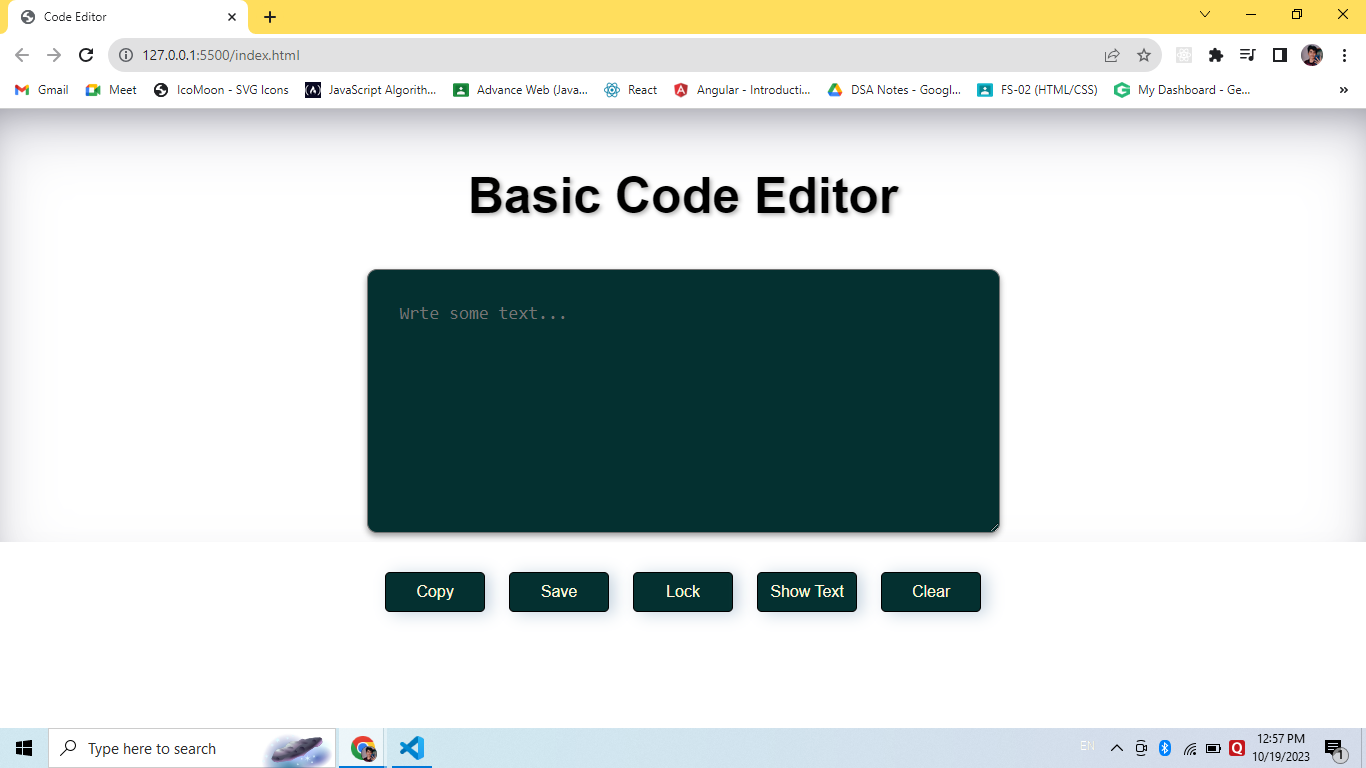 Code Editor
127.0.0.1:5500/index.html
Gmail Meet IcoMoon - SVG Icons JavaScript Algorith... Advance Web (Java... React Angular - Introducti... DSA Notes - Googl... FS-02 (HTML/CSS) My Dashboard - Ge... »
Basic Code Editor
Wrte some text...
Copy Save Lock Show Text Clear
Type here to search EN Q 12:57 PM
10/19/2023 1